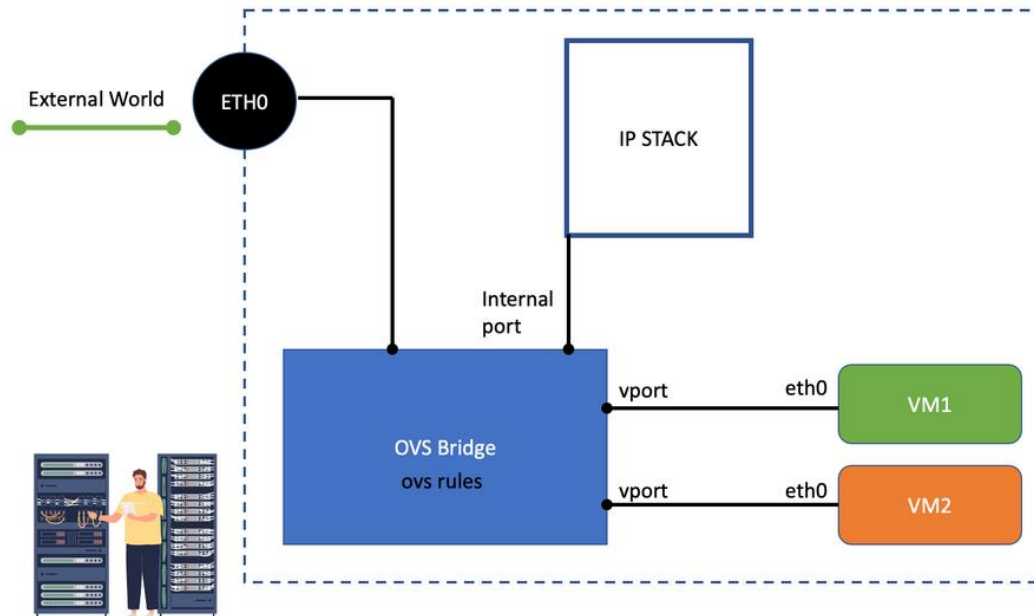 External World
ETH0
IP STACK
Internal
port
OVS Bridge
ovs rules
vport
eth0
VM1
vport
eth0
VM2